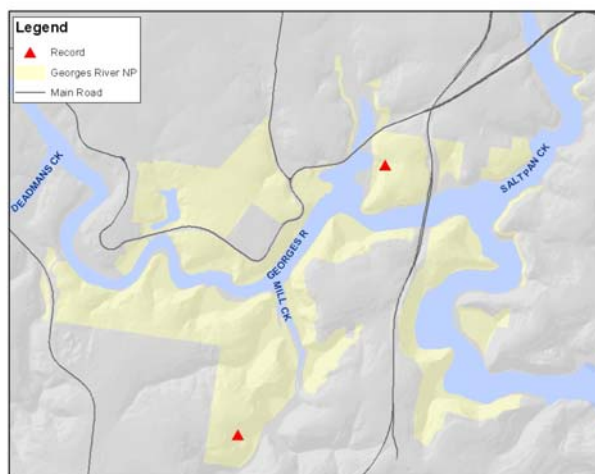 Legend
Record
Georges River NP
Main Road
DEADMANS CK
SALTPAN CK
GEORGES R
MILL CK